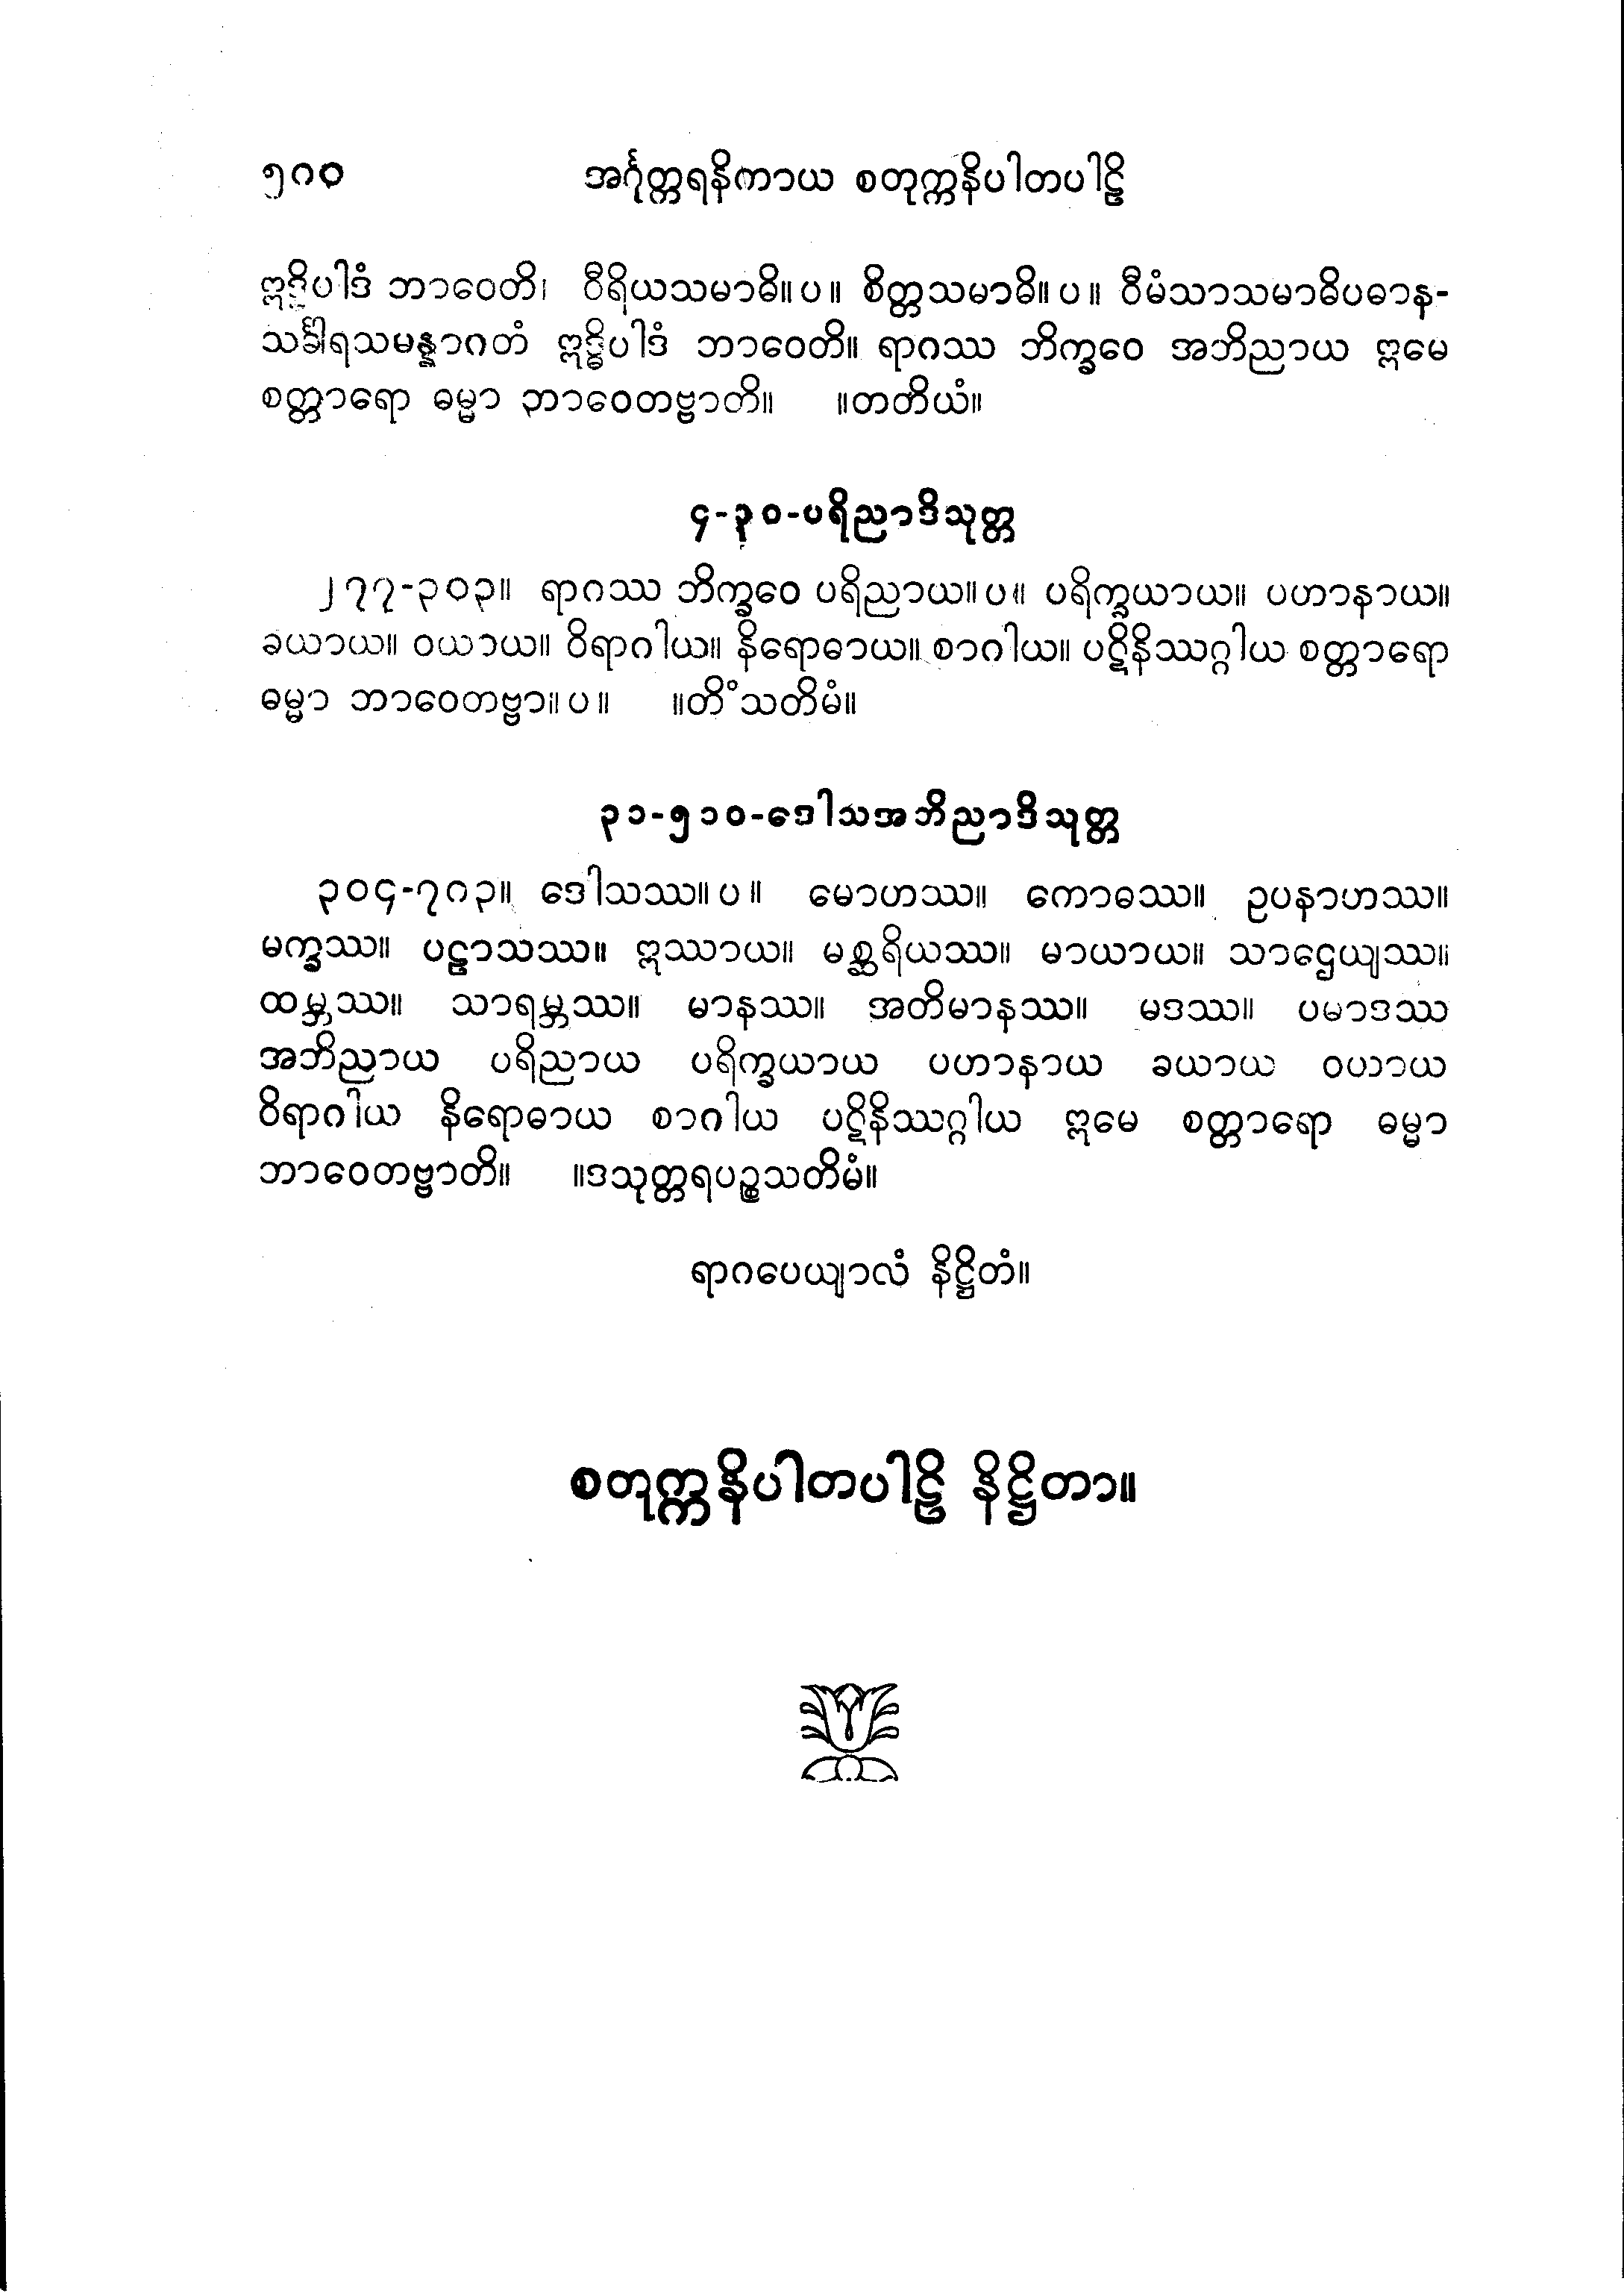 ၅၈၀ အင်္ဂုတ္တရနိကာယ စတုက္ကနိပါတပါဠိ
ဣဒ္ဓိပါဒံ ဘာဝေတိ၊ ဝီရိယသမာဓိ။ပ။ စိတ္တသမာဓိ။ပ။ ဝီမံသာသမာဓိပဓာန-
သင်္ခါရသမန္နာဂတံ ဣဒ္ဓိပါဒံ ဘာဝေတိ။ ရာဂဿ ဘိက္ခဝေ အဘိညာယ ဣမေ
စတ္တာရော ဓမ္မာ ဘာဝေတဗ္ဗာတိ။ ။တတိယံ။
၄-၃၀-ပရိညာဒိသုတ္တ
၂၇၇-၃၀၃။ ရာဂဿ ဘိက္ခဝေ ပရိညာယ။ပ။ ပရိက္ခယာယ။ ပဟာနာယ။
ခယာယ။ ဝယာယ။ ဝိရာဂါယ။ နိရောဓာယ။ စာဂါယ။ ပဋိနိဿဂ္ဂါယ စတ္တာရော
ဓမ္မာ ဘာဝေတဗ္ဗာ။ပ။ ။တိံသတိမံ။
၃၁-၅၁၀-ဒေါသအဘိညာဒိသုတ္တ
၃၀၄-၇၈၃။ ဒေါသဿ။ပ။ မောဟဿ။ ကောဓဿ။ ဥပနာဟဿ။
မက္ခဿ။ ပဠာသဿ။ ဣဿာယ။ မစ္ဆရိယဿ။ မာယာယ။ သာဌေယျဿ။
ထမ္ဘဿ။ သာရမ္ဘဿ။ မာနဿ။ အတိမာနဿ။ မဒဿ။ ပမာဒဿ
အဘိညာယ ပရိညာယ ပရိက္ခယာယ ပဟာနာယ ခယာယ ဝယာယ
ဝိရာဂါယ နိရောဓာယ စာဂါယ ပဋိနိဿဂ္ဂါယ ဣမေ စတ္တာရော ဓမ္မာ
ဘာဝေတဗ္ဗာတိ။ ။ဒသုတ္တရပဉ္စသတိမံ။
ရာဂပေယျာလံ နိဋ္ဌိတံ။
စတုက္ကနိပါတပါဠိ နိဋ္ဌိတာ။